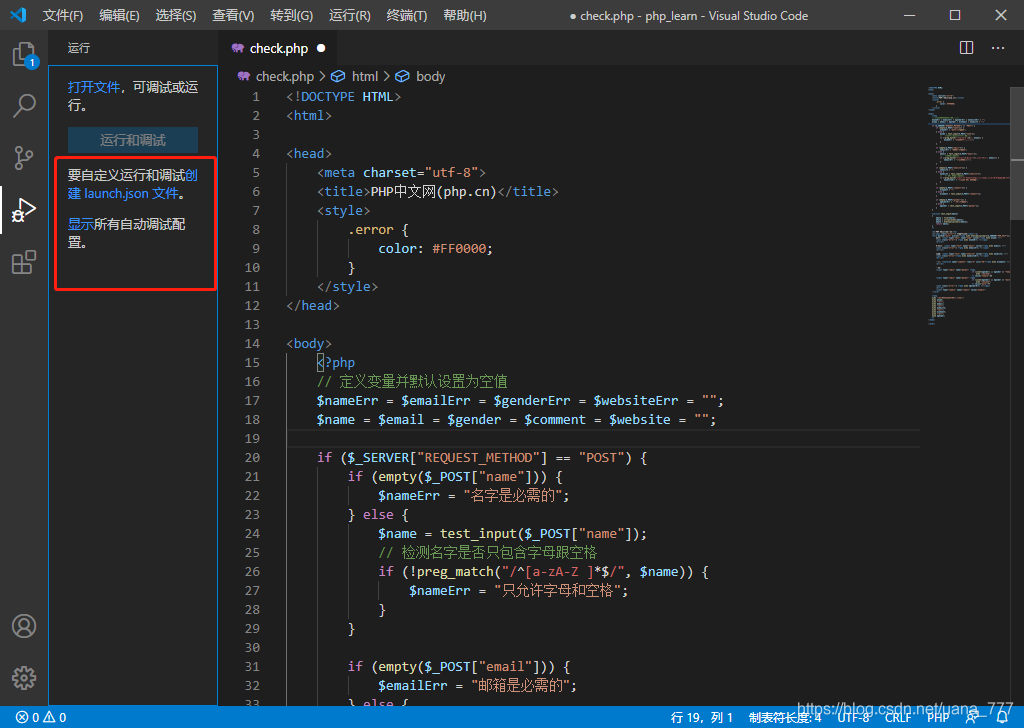 文件(F) 编辑(E) 选择(S) 查看(V) 转到(G) 运行(R) 终端(T) 帮助(H) ● check.php - php_learn - Visual Studio Code
1
运行
打开文件，可调试或运
行。
运行和调试
要自定义运行和调试创
建 launch.json 文件。
显示所有自动调试配
置。
check.php ●
check.php > html > body
1 <!DOCTYPE HTML>
2 <html>
3
4 <head>
5 <meta charset="utf-8">
6 <title>PHP中文网(php.cn)</title>
7 <style>
8 .error {
9 color: #FF0000;
10 }
11 </style>
12 </head>
13
14 <body>
15 <?php
16 // 定义变量并默认设置为空值
17 $nameErr = $emailErr = $genderErr = $websiteErr = "";
18 $name = $email = $gender = $comment = $website = "";
19
20 if ($_SERVER["REQUEST_METHOD"] == "POST") {
21 if (empty($_POST["name"])) {
22 $nameErr = "名字是必需的";
23 } else {
24 $name = test_input($_POST["name"]);
25 // 检测名字是否只包含字母跟空格
26 if (!preg_match("/^[a-zA-Z ]*$/", $name)) {
27 $nameErr = "只允许字母和空格";
28 }
29 }
30
31 if (empty($_POST["email"])) {
32 $emailErr = "邮箱是必需的";
33 } else {
0 0 行 19，列 1 制表符长度: 4 UTF-8 CRLF PHP
https://blog.csdn.net/uana_777